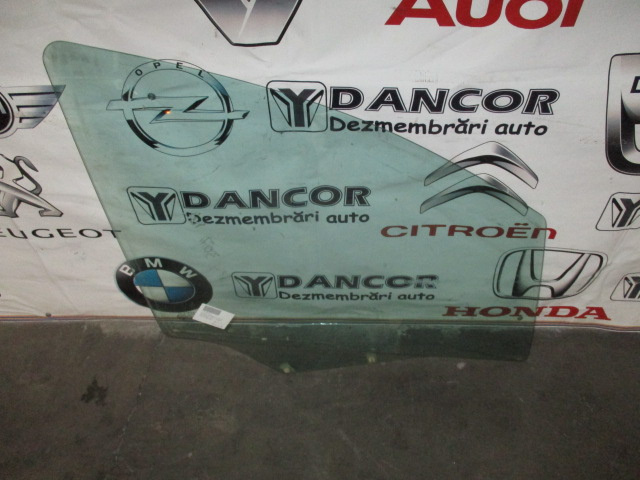 AUDI
OPEL
DANCOR
Dezmembrări auto
DANCOR
Dezmembrări auto
CITROËN
PEUGEOT
BMW
DANCOR
Dezmembrări auto
HONDA